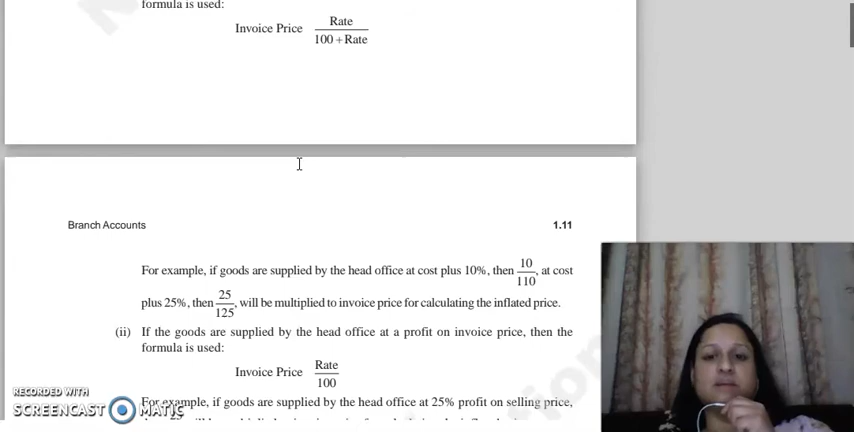 formula is used:
Invoice Price Rate / 100 + Rate
Branch Accounts 1.11
For example, if goods are supplied by the head office at cost plus 10%, then 10/110, at cost
plus 25%, then 25/125, will be multiplied to invoice price for calculating the inflated price.
(ii) If the goods are supplied by the head office at a profit on invoice price, then the
formula is used:
Invoice Price Rate / 100
For example, if goods are supplied by the head office at 25% profit on selling price,
RECORDED WITH
SCREENCAST MATIC